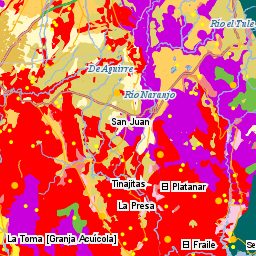 Río el Tule
De Aguirre
Río Naranjo
San Juan
Tinajitas
El Platanar
La Presa
La Toma [Granja Acuícola]
El Fraile
Se